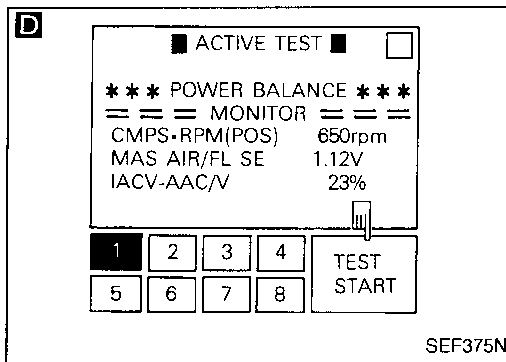 D
■ ACTIVE TEST ■
* * * POWER BALANCE * * *
= = = MONITOR = = =
CMPS•RPM(POS) 650rpm
MAS AIR/FL SE 1.12V
IACV-AAC/V 23%
1 2 3 4
5 6 7 8
TEST
START
SEF375N